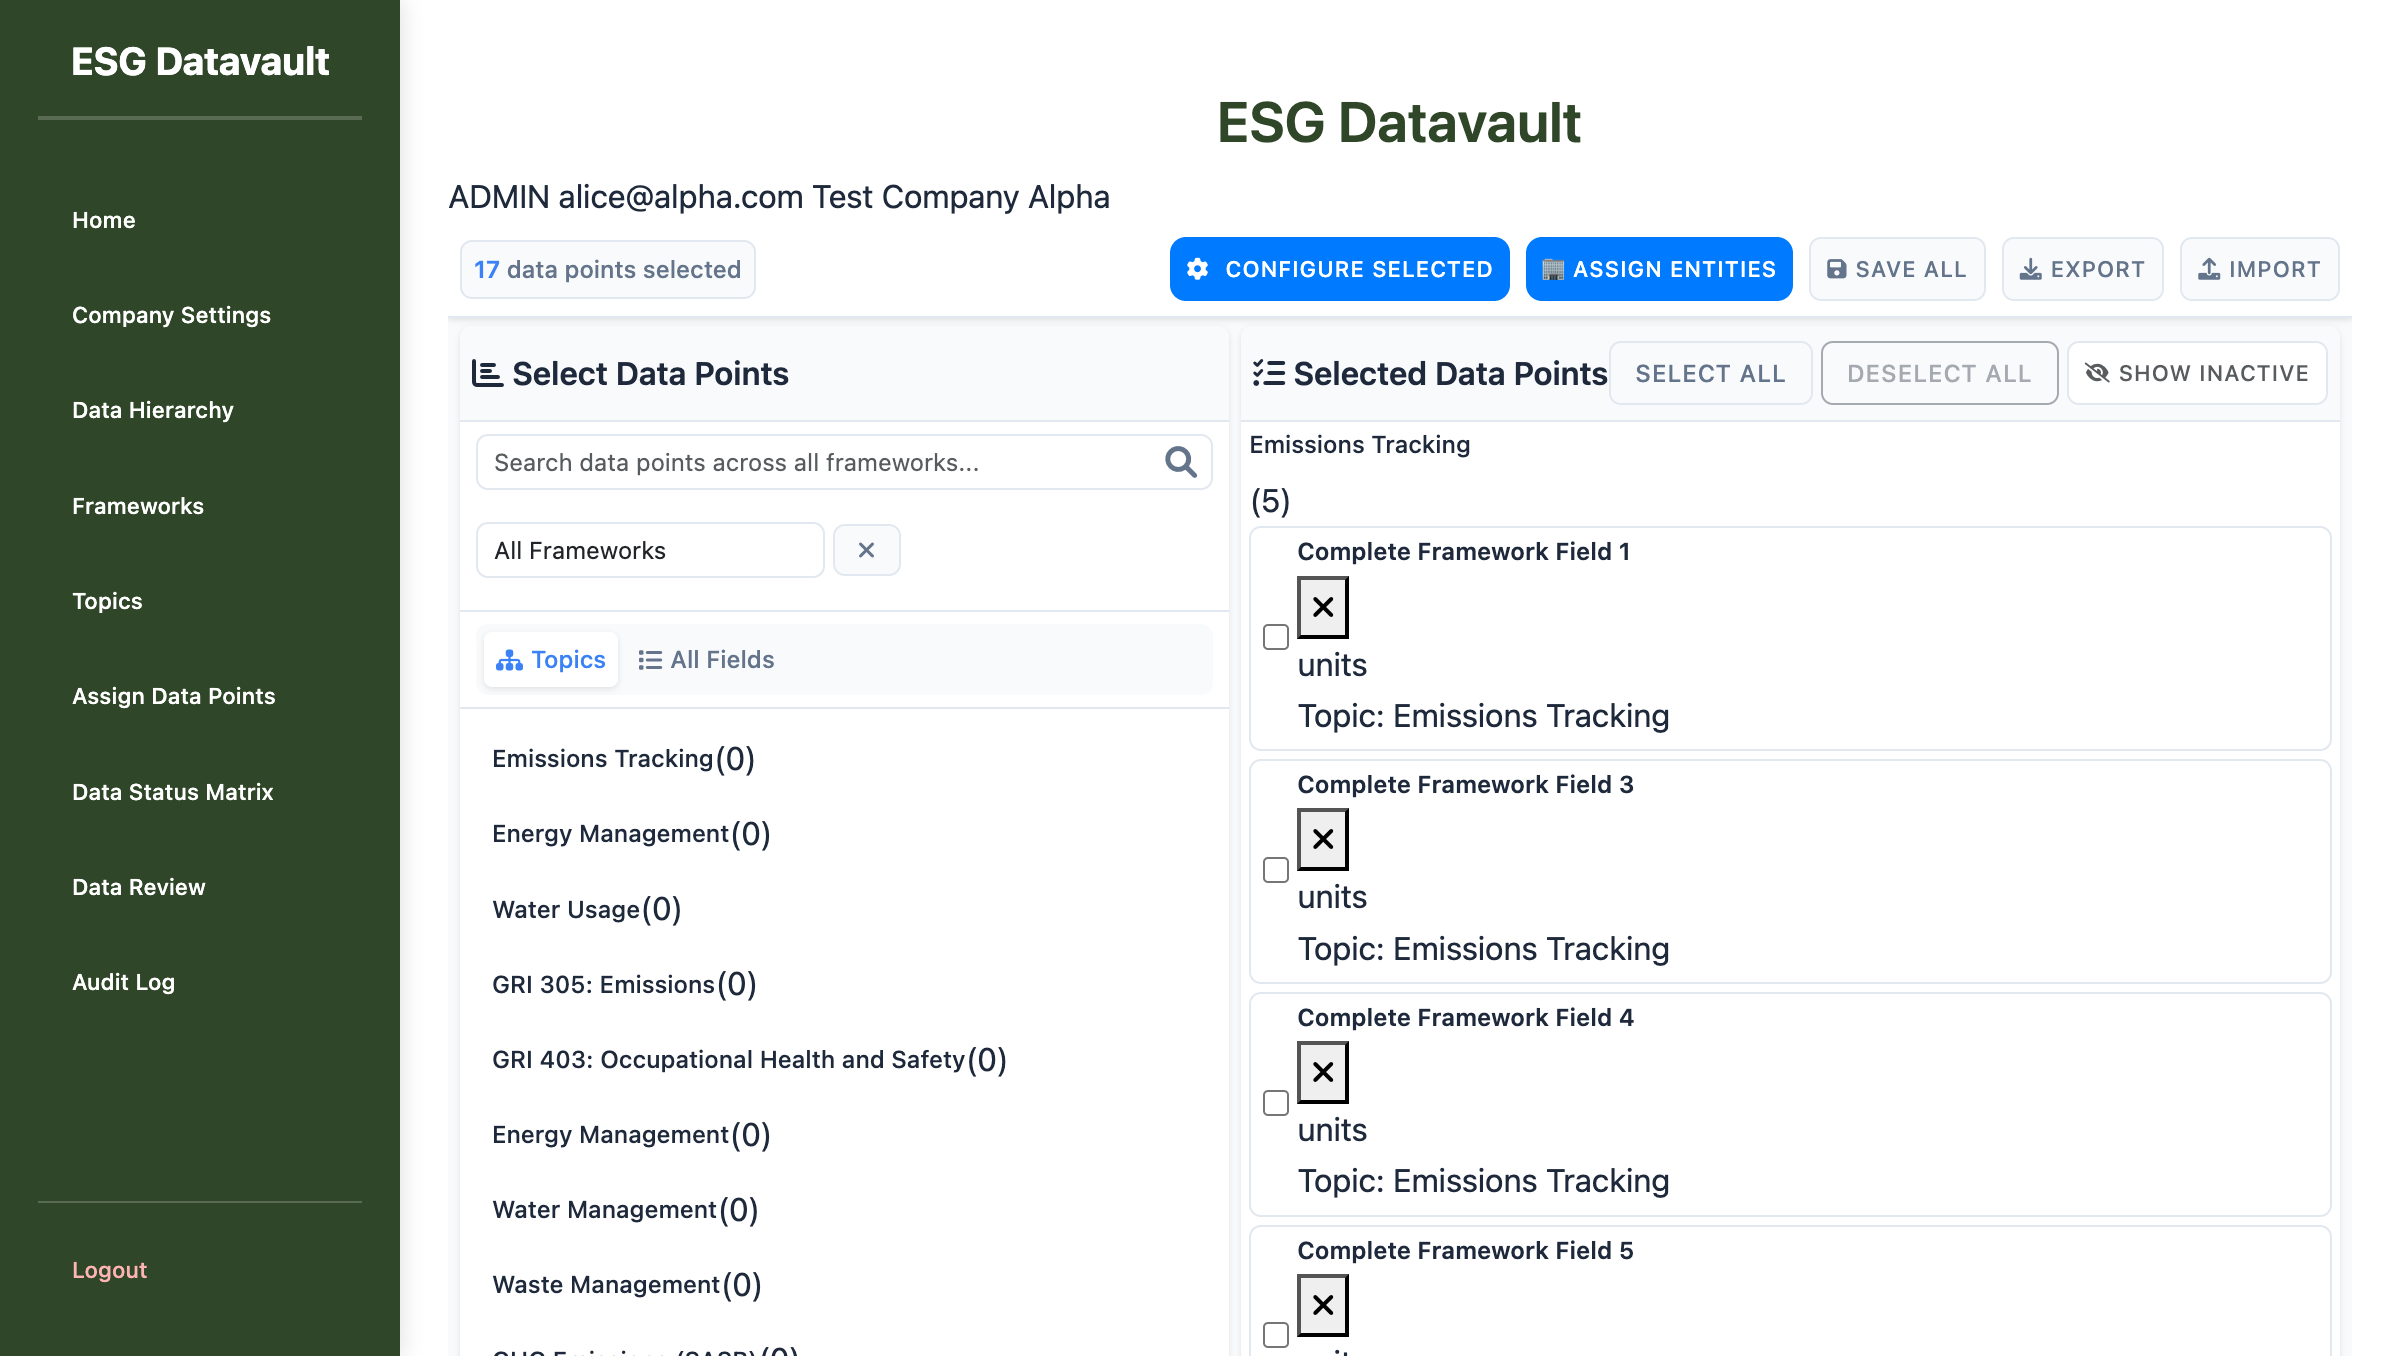 ESG Datavault
Home
Company Settings
Data Hierarchy
Frameworks
Topics
Assign Data Points
Data Status Matrix
Data Review
Audit Log
Logout
ESG Datavault
ADMIN alice@alpha.com Test Company Alpha
17 data points selected
CONFIGURE SELECTED
ASSIGN ENTITIES
SAVE ALL
EXPORT
IMPORT
Select Data Points
Search data points across all frameworks...
All Frameworks
Topics
All Fields
Emissions Tracking(0)
Energy Management(0)
Water Usage(0)
GRI 305: Emissions(0)
GRI 403: Occupational Health and Safety(0)
Energy Management(0)
Water Management(0)
Waste Management(0)
Selected Data Points
SELECT ALL
DESELECT ALL
SHOW INACTIVE
Emissions Tracking
(5)
Complete Framework Field 1
units
Topic: Emissions Tracking
Complete Framework Field 3
units
Topic: Emissions Tracking
Complete Framework Field 4
units
Topic: Emissions Tracking
Complete Framework Field 5